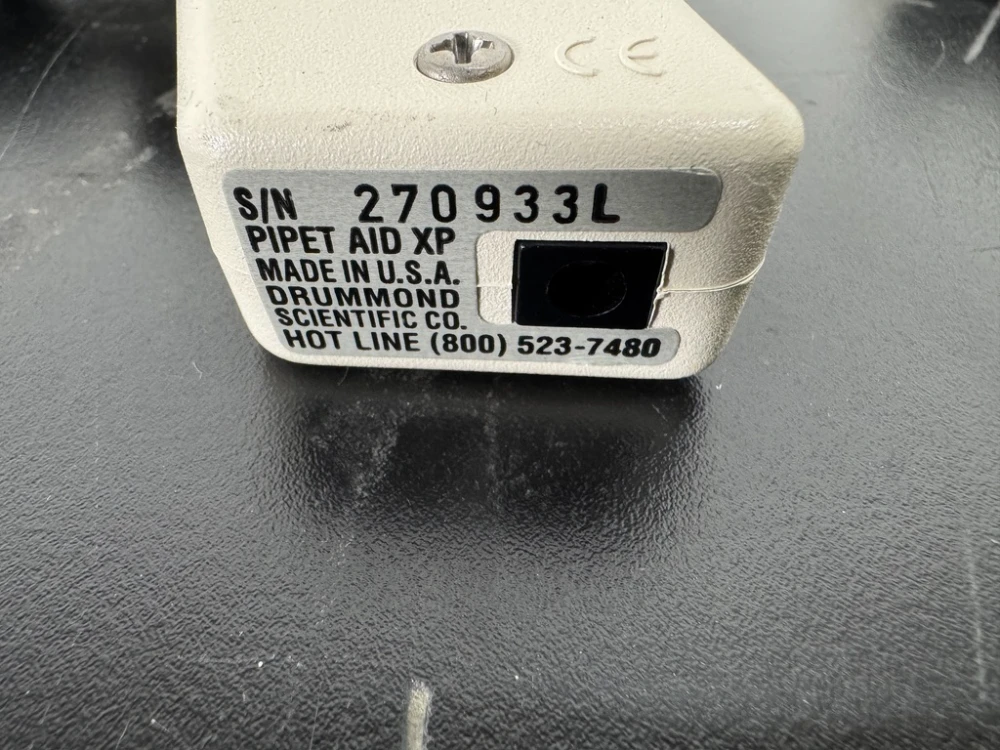 CE
S/N 270933L
PIPET AID XP
MADE IN U.S.A.
DRUMMOND
SCIENTIFIC CO.
HOT LINE (800) 523-7480